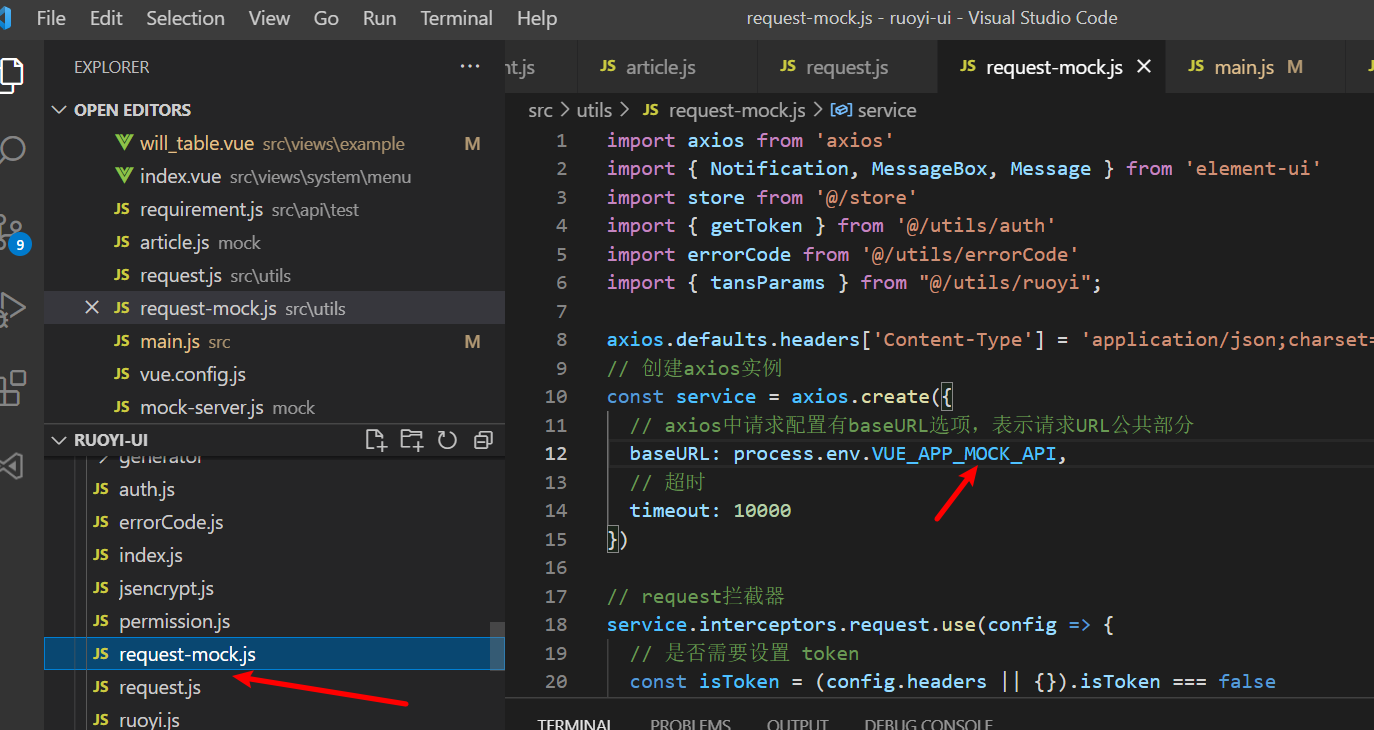 File Edit Selection View Go Run Terminal Help
request-mock.js - ruoyi-ui - Visual Studio Code
EXPLORER
OPEN EDITORS
will_table.vue src\views\example M
index.vue src\views\system\menu
JS requirement.js src\api\test
JS article.js mock
JS request.js src\utils
JS request-mock.js src\utils
JS main.js src M
JS vue.config.js
JS mock-server.js mock
9
RUOYI-UI
generator
JS auth.js
JS errorCode.js
JS index.js
JS jsencrypt.js
JS permission.js
JS request-mock.js
JS request.js
JS ruoyi.js
nt.js JS article.js JS request.js JS request-mock.js JS main.js M
src > utils > JS request-mock.js > service
1 import axios from 'axios'
2 import { Notification, MessageBox, Message } from 'element-ui'
3 import store from '@/store'
4 import { getToken } from '@/utils/auth'
5 import errorCode from '@/utils/errorCode'
6 import { tansParams } from "@/utils/ruoyi";
7
8 axios.defaults.headers['Content-Type'] = 'application/json;charset=
9 // 创建axios实例
10 const service = axios.create({
11 // axios中请求配置有baseURL选项，表示请求URL公共部分
12 baseURL: process.env.VUE_APP_MOCK_API,
13 // 超时
14 timeout: 10000
15 })
16
17 // request拦截器
18 service.interceptors.request.use(config => {
19 // 是否需要设置 token
20 const isToken = (config.headers || {}).isToken === false
TERMINAL PROBLEMS OUTPUT DEBUG CONSOLE